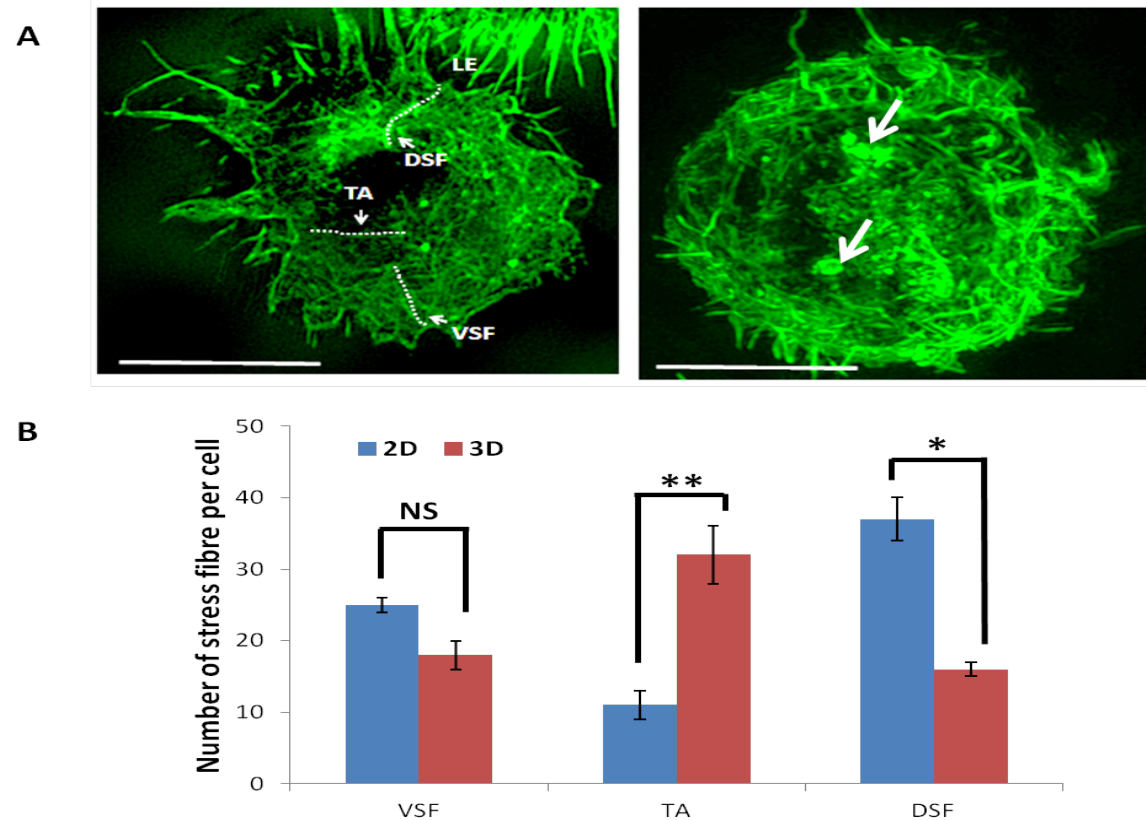 A
LE
DSF
TA
VSF
B
Number of stress fibre per cell
50
40
30
20
10
0
2D 3D
NS
**
*
VSF TA DSF